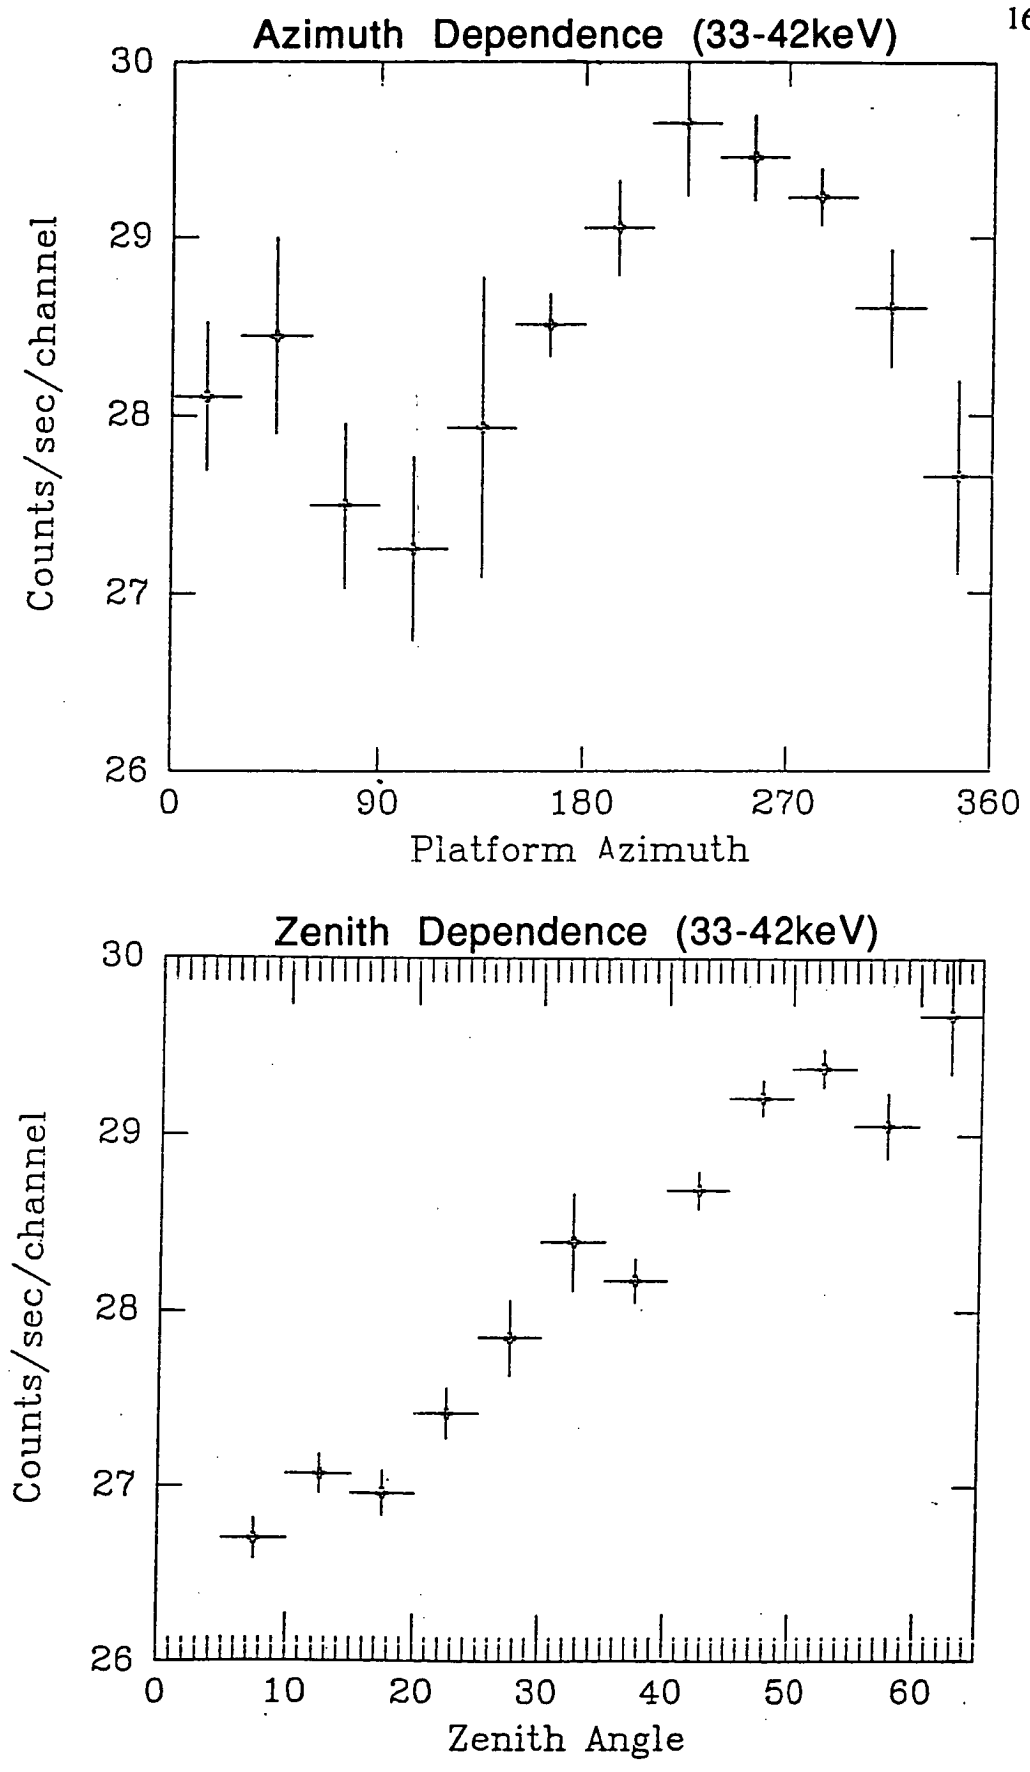 16
Azimuth Dependence (33-42keV)
30
29
28
27
26
Counts/sec/channel
0 90 180 270 360
Platform Azimuth
Zenith Dependence (33-42keV)
30
29
28
27
26
Counts/sec/channel
0 10 20 30 40 50 60
Zenith Angle